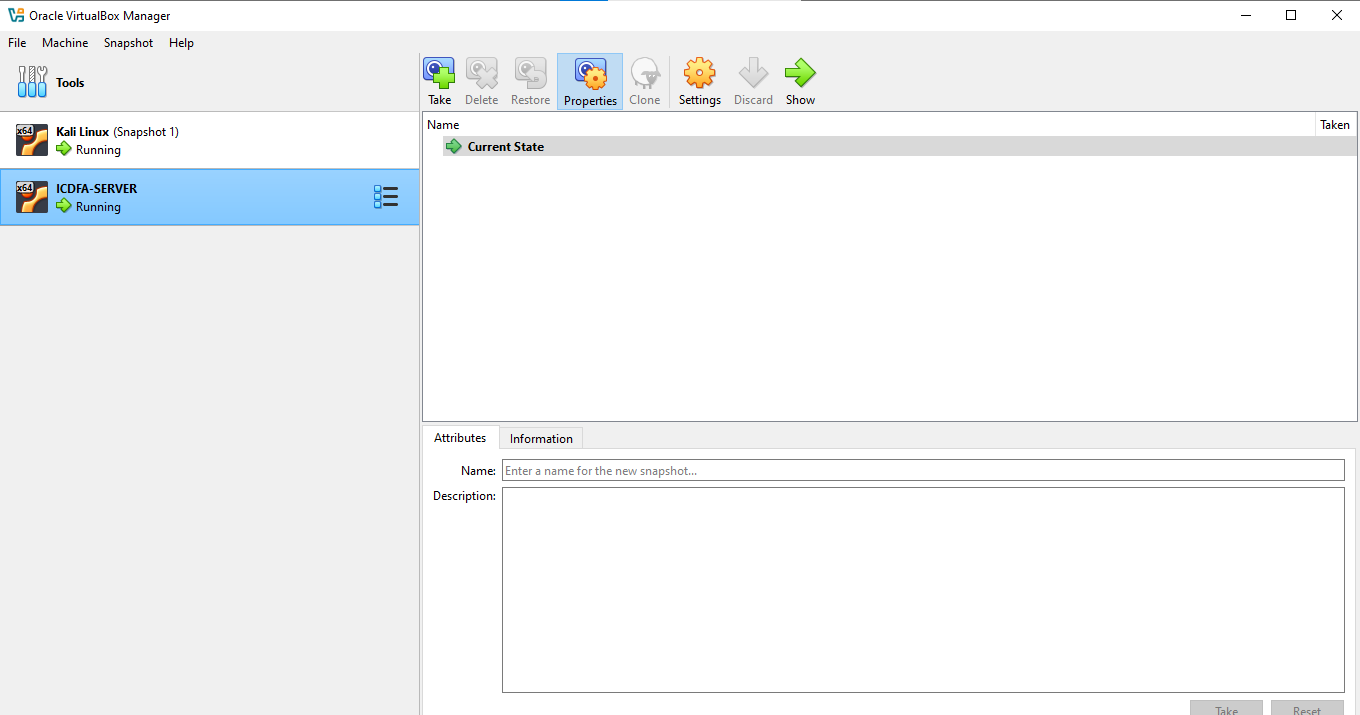 Oracle VirtualBox Manager
File Machine Snapshot Help
Tools
Take Delete Restore Properties Clone Settings Discard Show
x64 Kali Linux (Snapshot 1)
Running
x64 ICDFA-SERVER
Running
Name Taken
Current State
Attributes Information
Name: Enter a name for the new snapshot...
Description:
Take Reset